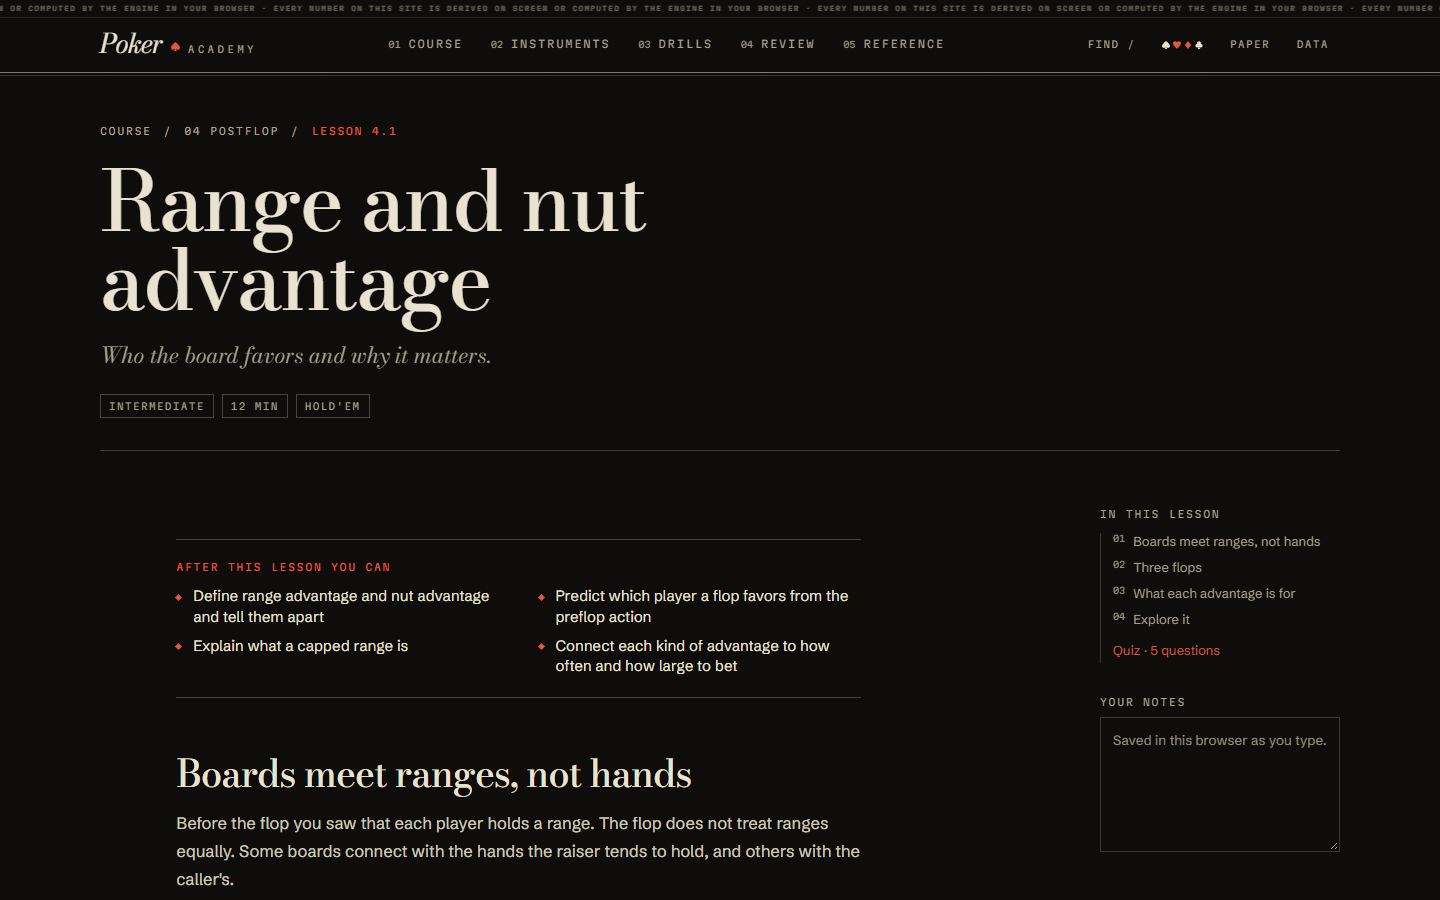 N OR COMPUTED BY THE ENGINE IN YOUR BROWSER - EVERY NUMBER ON THIS SITE IS DERIVED ON SCREEN OR COMPUTED BY THE ENGINE IN YOUR BROWSER - EVERY NUMBER ON THIS SITE IS DERIVED ON SCREEN OR COMPUTED BY THE ENGINE IN YOUR BROWSER - EVERY NUMBER
Poker ACADEMY 01 COURSE 02 INSTRUMENTS 03 DRILLS 04 REVIEW 05 REFERENCE FIND / PAPER DATA
COURSE / 04 POSTFLOP / LESSON 4.1
Range and nut
advantage
Who the board favors and why it matters.
INTERMEDIATE 12 MIN HOLD'EM
AFTER THIS LESSON YOU CAN
Define range advantage and nut advantage
and tell them apart
Explain what a capped range is
Predict which player a flop favors from the
preflop action
Connect each kind of advantage to how
often and how large to bet
Boards meet ranges, not hands
Before the flop you saw that each player holds a range. The flop does not treat ranges
equally. Some boards connect with the hands the raiser tends to hold, and others with the
caller's.
IN THIS LESSON
01 Boards meet ranges, not hands
02 Three flops
03 What each advantage is for
04 Explore it
Quiz · 5 questions
YOUR NOTES
Saved in this browser as you type.